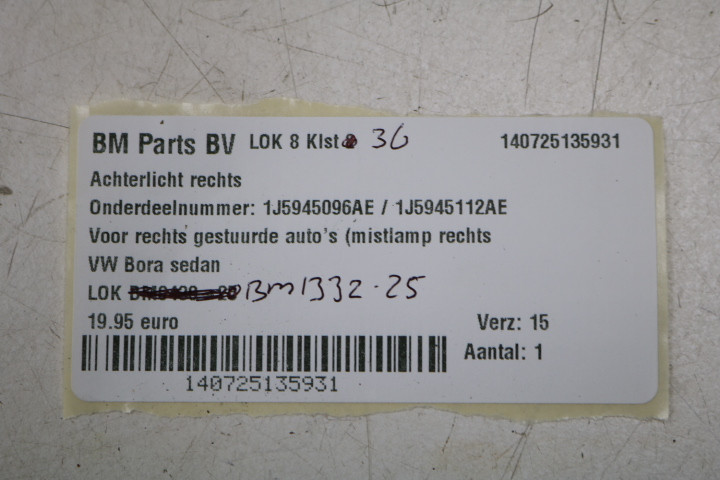 BM Parts BV LOK 8 Klst 36 140725135931
Achterlicht rechts
Onderdeelnummer: 1J5945096AE / 1J5945112AE
Voor rechts gestuurde auto's (mistlamp rechts
VW Bora sedan
LOK BM1332-25
19.95 euro Verz: 15
Aantal: 1
140725135931